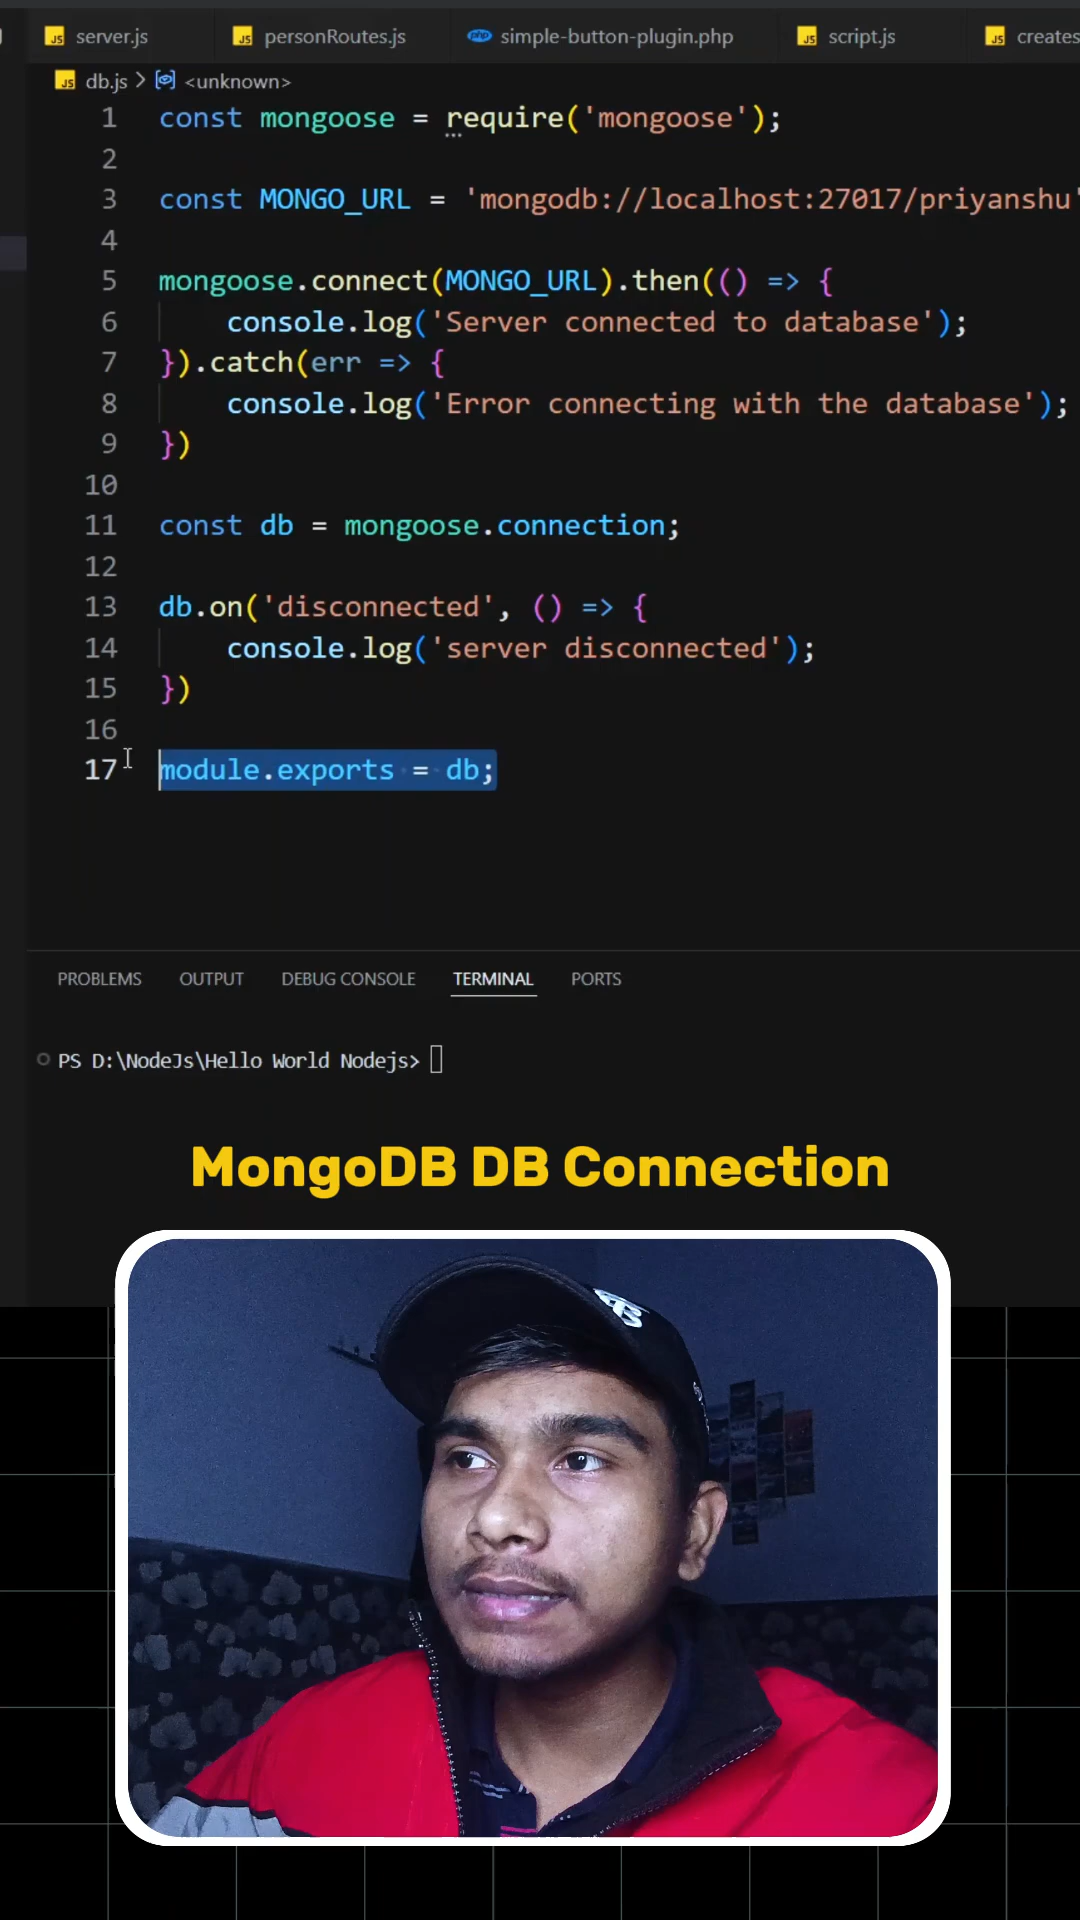 server.js personRoutes.js simple-button-plugin.php script.js creates
db.js > <unknown>
1 const mongoose = require('mongoose');
2
3 const MONGO_URL = 'mongodb://localhost:27017/priyanshu'
4
5 mongoose.connect(MONGO_URL).then(() => {
6 console.log('Server connected to database');
7 }).catch(err => {
8 console.log('Error connecting with the database');
9 })
10
11 const db = mongoose.connection;
12
13 db.on('disconnected', () => {
14 console.log('server disconnected');
15 })
16
17 module.exports = db;
PROBLEMS OUTPUT DEBUG CONSOLE TERMINAL PORTS
PS D:\NodeJs\Hello World Nodejs>
MongoDB DB Connection